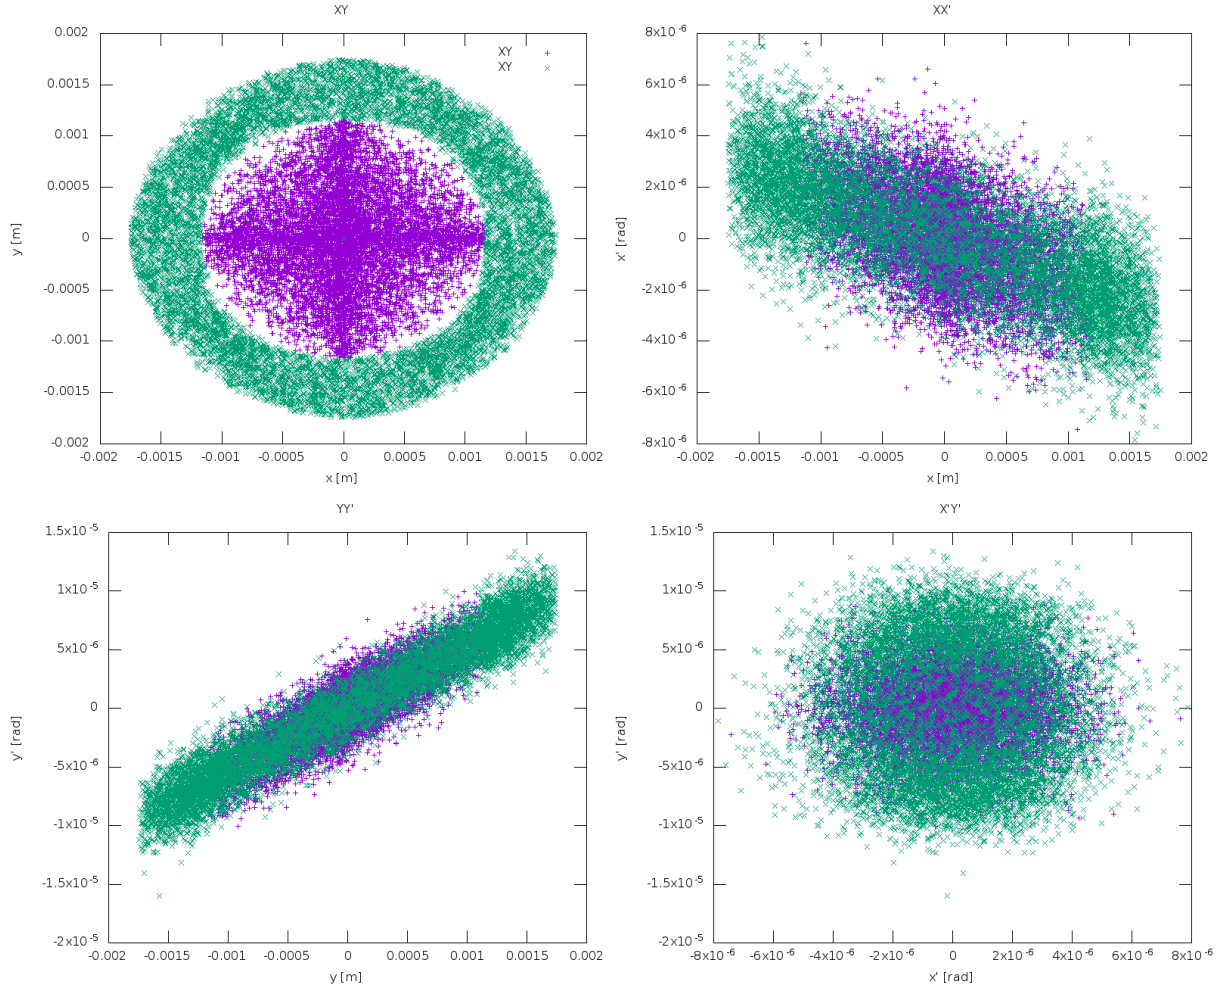 XY
0.002
0.0015
0.001
0.0005
0
-0.0005
-0.001
-0.0015
-0.002
y [m]
XY +
XY ×
-0.002 -0.0015 -0.001 -0.0005 0 0.0005 0.001 0.0015 0.002
x [m]
XX'
8x10⁻⁶
6x10⁻⁶
4x10⁻⁶
2x10⁻⁶
0
-2x10⁻⁶
-4x10⁻⁶
-6x10⁻⁶
-8x10⁻⁶
x' [rad]
-0.002 -0.0015 -0.001 -0.0005 0 0.0005 0.001 0.0015 0.002
x [m]
YY'
1.5x10⁻⁵
1x10⁻⁵
5x10⁻⁶
0
-5x10⁻⁶
-1x10⁻⁵
-1.5x10⁻⁵
-2x10⁻⁵
y' [rad]
-0.002 -0.0015 -0.001 -0.0005 0 0.0005 0.001 0.0015 0.002
y [m]
X'Y'
1.5x10⁻⁵
1x10⁻⁵
5x10⁻⁶
0
-5x10⁻⁶
-1x10⁻⁵
-1.5x10⁻⁵
-2x10⁻⁵
y' [rad]
-8x10⁻⁶ -6x10⁻⁶ -4x10⁻⁶ -2x10⁻⁶ 0 2x10⁻⁶ 4x10⁻⁶ 6x10⁻⁶ 8x10⁻⁶
x' [rad]